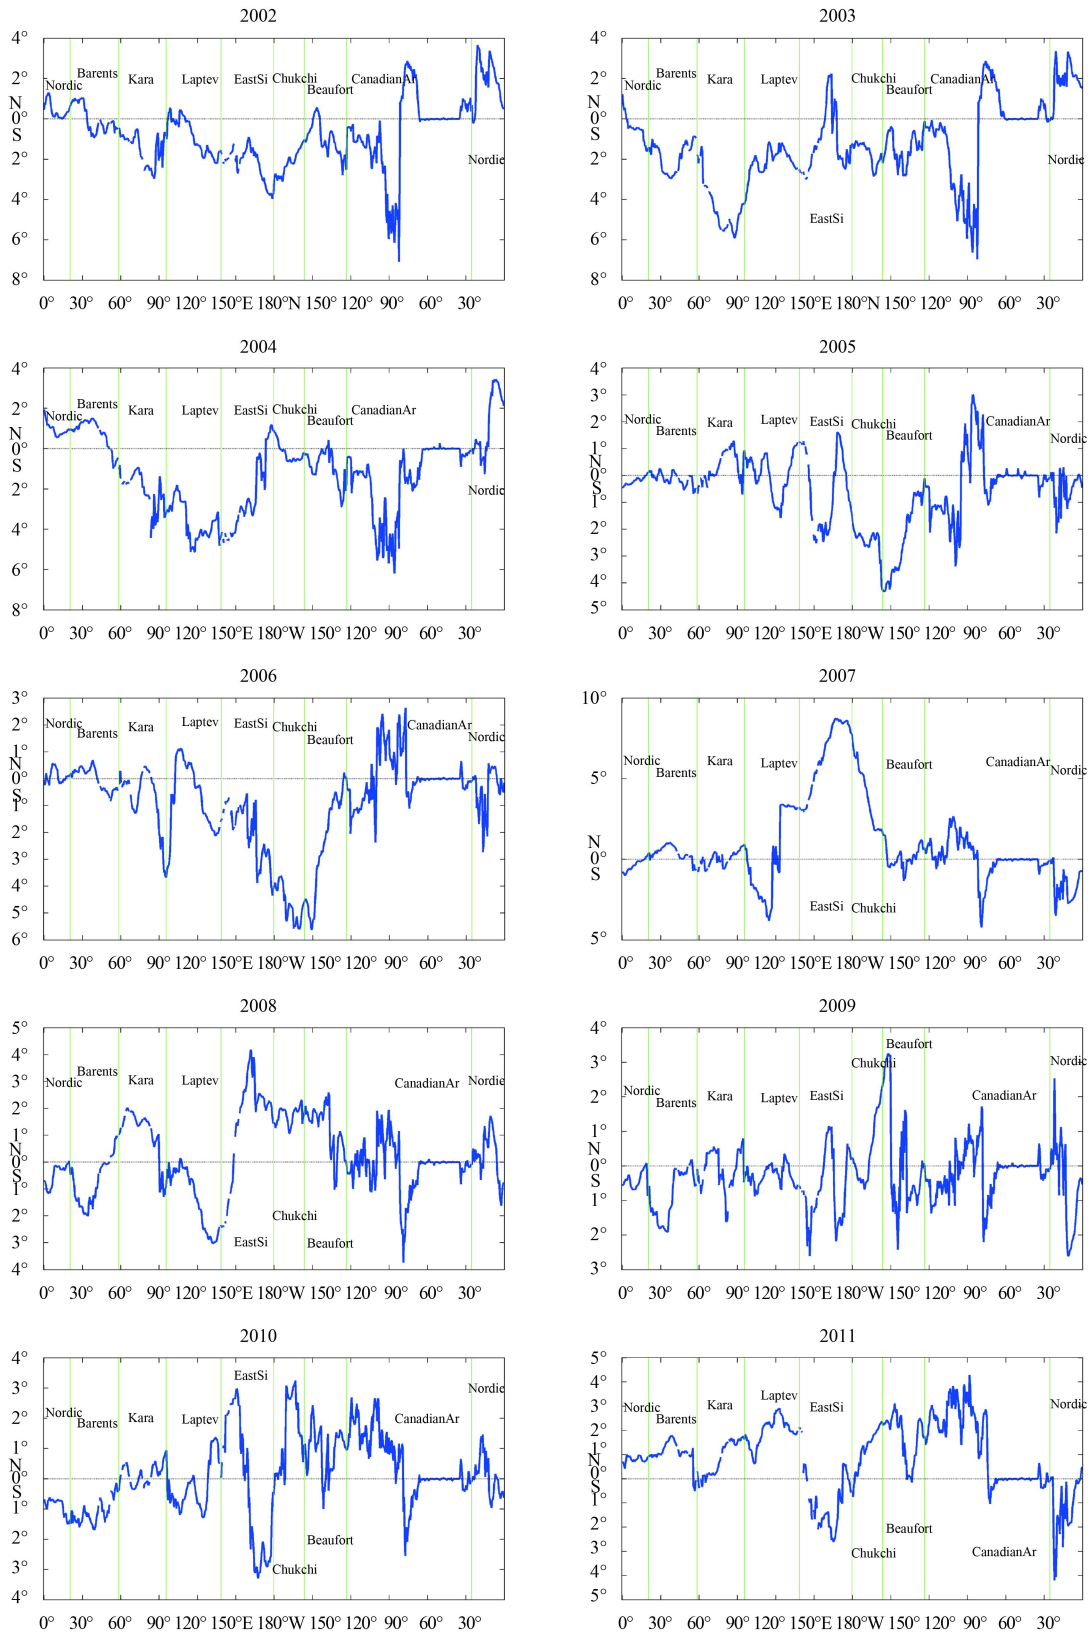 2002
4°
2°
N
0°
S
2°
4°
6°
8°
Nordic
Barents
Kara
Laptev
EastSi
Chukchi
Beaufort
CanadianAr
Nordic
0° 30° 60° 90° 120° 150° E 180° N 150° 120° 90° 60° 30°
2003
4°
2°
N
0°
S
2°
4°
6°
8°
Nordic
Barents
Kara
Laptev
EastSi
Chukchi
Beaufort
CanadianAr
Nordic
0° 30° 60° 90° 120° 150° E 180° N 150° 120° 90° 60° 30°
2004
4°
2°
N
0°
S
2°
4°
6°
8°
Nordic
Barents
Kara
Laptev
EastSi
Chukchi
Beaufort
CanadianAr
Nordic
0° 30° 60° 90° 120° 150° E 180° W 150° 120° 90° 60° 30°
2005
4°
3°
2°
1°
N
0°
S
1°
2°
3°
4°
5°
Nordic
Barents
Kara
Laptev
EastSi
Chukchi
Beaufort
CanadianAr
Nordic
0° 30° 60° 90° 120° 150° E 180° W 150° 120° 90° 60° 30°
2006
3°
2°
1°
N
0°
S
1°
2°
3°
4°
5°
6°
Nordic
Barents
Kara
Laptev
EastSi
Chukchi
Beaufort
CanadianAr
Nordic
0° 30° 60° 90° 120° 150° E 180° W 150° 120° 90° 60° 30°
2007
10°
5°
N
0°
S
5°
Nordic
Barents
Kara
Laptev
EastSi
Chukchi
Beaufort
CanadianAr
Nordic
0° 30° 60° 90° 120° 150° E 180° W 150° 120° 90° 60° 30°
2008
5°
4°
3°
2°
1°
N
0°
S
1°
2°
3°
4°
Nordic
Barents
Kara
Laptev
EastSi
Chukchi
Beaufort
CanadianAr
Nordic
0° 30° 60° 90° 120° 150° E 180° W 150° 120° 90° 60° 30°
2009
4°
3°
2°
1°
N
0°
S
1°
2°
3°
Nordic
Barents
Kara
Laptev
EastSi
Chukchi
Beaufort
CanadianAr
Nordic
0° 30° 60° 90° 120° 150° E 180° W 150° 120° 90° 60° 30°
2010
4°
3°
2°
1°
N
0°
S
1°
2°
3°
4°
Nordic
Barents
Kara
Laptev
EastSi
Chukchi
Beaufort
CanadianAr
Nordic
0° 30° 60° 90° 120° 150° E 180° W 150° 120° 90° 60° 30°
2011
5°
4°
3°
2°
1°
N
0°
S
1°
2°
3°
4°
5°
Nordic
Barents
Kara
Laptev
EastSi
Chukchi
Beaufort
CanadianAr
Nordic
0° 30° 60° 90° 120° 150° E 180° W 150° 120° 90° 60° 30°